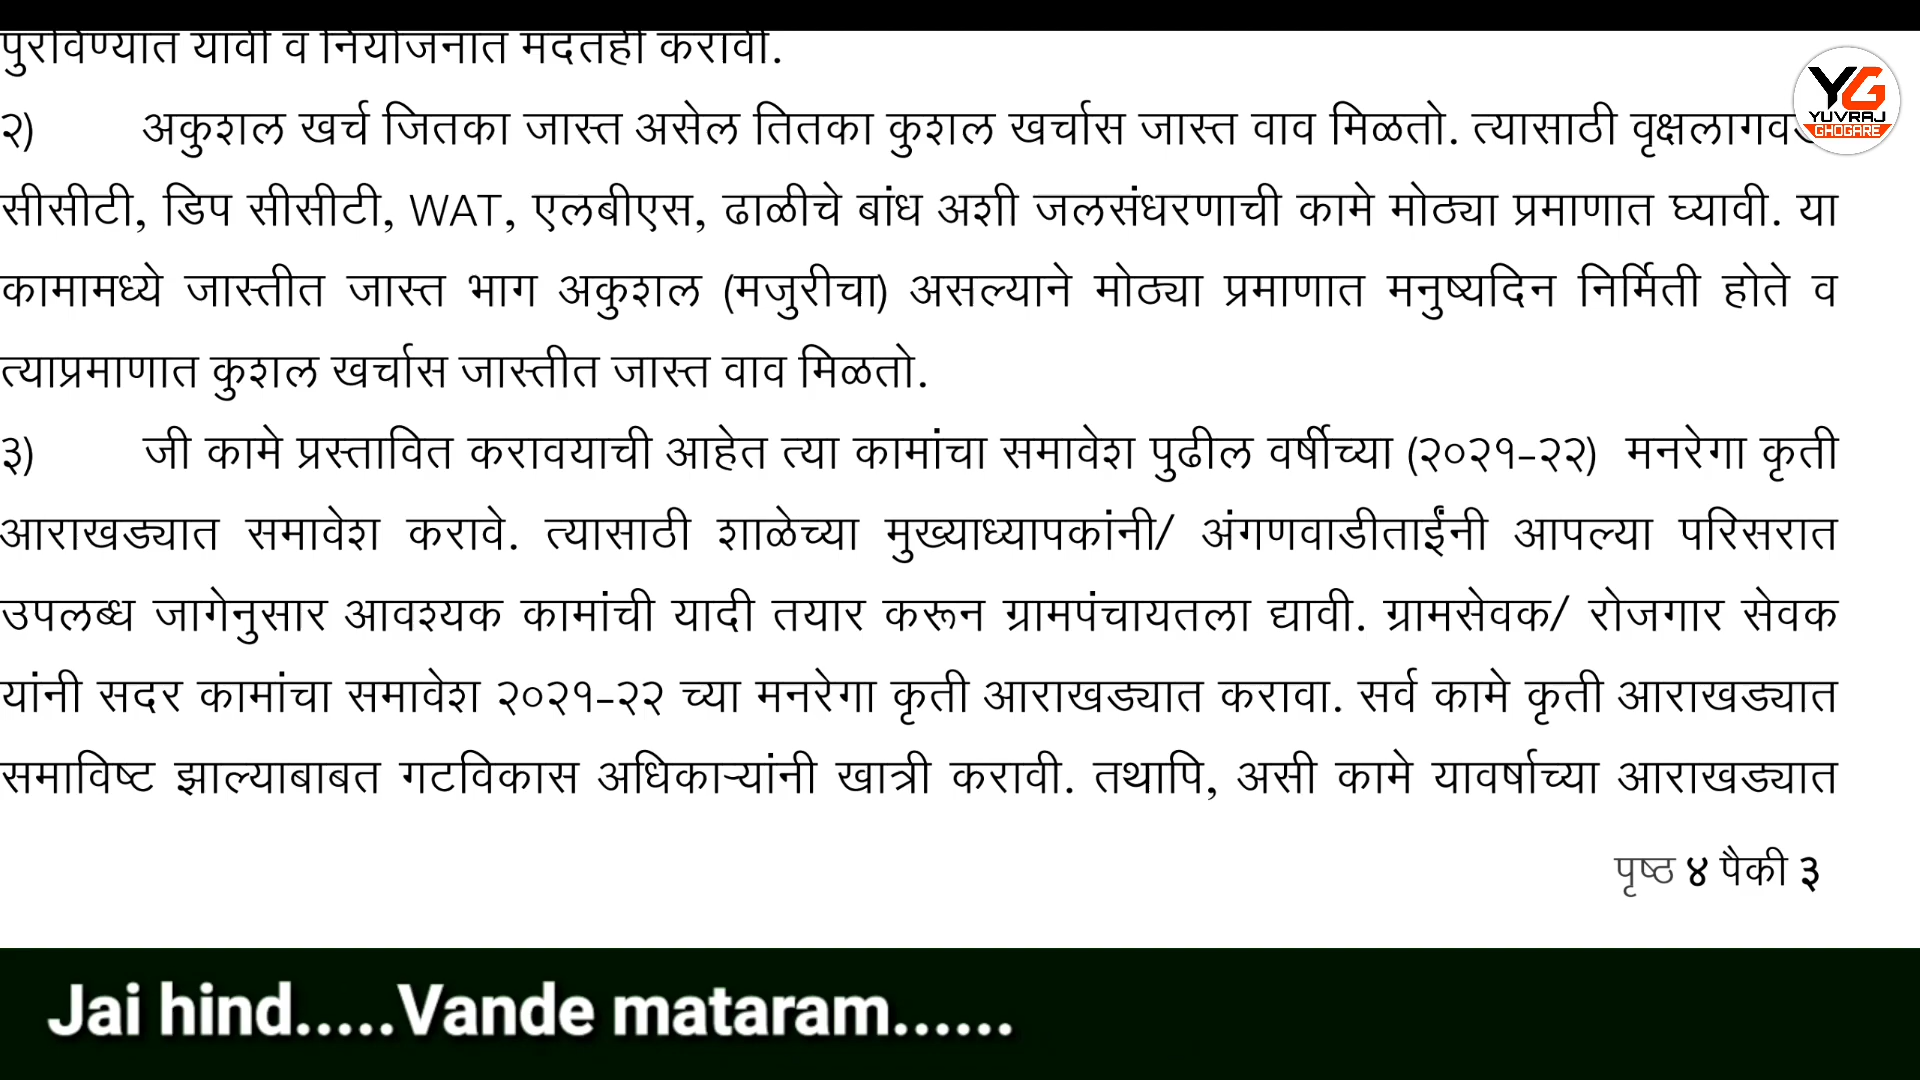 पुरविण्यात यावी व नियोजनात मदतही करावी.
२) अकुशल खर्च जितका जास्त असेल तितका कुशल खर्चास जास्त वाव मिळतो. त्यासाठी
सीसीटी, डिप सीसीटी, WAT, एलबीएस, ढाळीचे बांध अशी जलसंधरणाची कामे मोठ्या प्रमाणात घ्यावी. या
कामामध्ये जास्तीत जास्त भाग अकुशल (मजुरीचा) असल्याने मोठ्या प्रमाणात मनुष्यदिन निर्मिती होते व
त्याप्रमाणात कुशल खर्चास जास्तीत जास्त वाव मिळतो.
३) जी कामे प्रस्तावित करावयाची आहेत त्या कामांचा समावेश पुढील वर्षीच्या (२०२१-२२) मनरेगा कृती
आराखड्यात समावेश करावे. त्यासाठी शाळेच्या मुख्याध्यापकांनी/ अंगणवाडीताईंनी आपल्या परिसरात
उपलब्ध जागेनुसार आवश्यक कामांची यादी तयार करून ग्रामपंचायतला द्यावी. ग्रामसेवक/ रोजगार सेवक
यांनी सदर कामांचा समावेश २०२१-२२ च्या मनरेगा कृती आराखड्यात करावा. सर्व कामे कृती आराखड्यात
समाविष्ट झाल्याबाबत गटविकास अधिकाऱ्यांनी खात्री करावी. तथापि, असी कामे यावर्षाच्या आराखड्यात
पृष्ठ ४ पैकी ३
YG
YUVRAJ
GHOGARE
Jai hind.....Vande mataram......